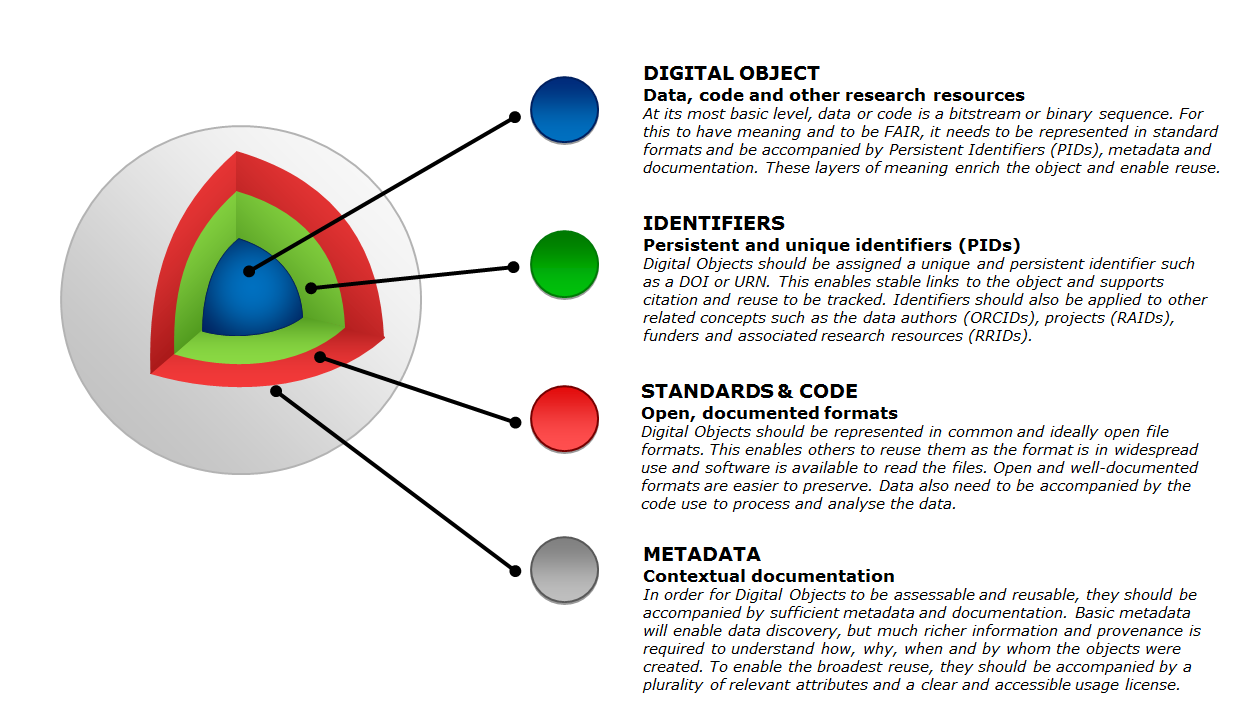 DIGITAL OBJECT
Data, code and other research resources
At its most basic level, data or code is a bitstream or binary sequence. For
this to have meaning and to be FAIR, it needs to be represented in standard
formats and be accompanied by Persistent Identifiers (PIDs), metadata and
documentation. These layers of meaning enrich the object and enable reuse.
IDENTIFIERS
Persistent and unique identifiers (PIDs)
Digital Objects should be assigned a unique and persistent identifier such
as a DOI or URN. This enables stable links to the object and supports
citation and reuse to be tracked. Identifiers should also be applied to other
related concepts such as the data authors (ORCIDs), projects (RAIDs),
funders and associated research resources (RRIDs).
STANDARDS & CODE
Open, documented formats
Digital Objects should be represented in common and ideally open file
formats. This enables others to reuse them as the format is in widespread
use and software is available to read the files. Open and well-documented
formats are easier to preserve. Data also need to be accompanied by the
code use to process and analyse the data.
METADATA
Contextual documentation
In order for Digital Objects to be assessable and reusable, they should be
accompanied by sufficient metadata and documentation. Basic metadata
will enable data discovery, but much richer information and provenance is
required to understand how, why, when and by whom the objects were
created. To enable the broadest reuse, they should be accompanied by a
plurality of relevant attributes and a clear and accessible usage license.